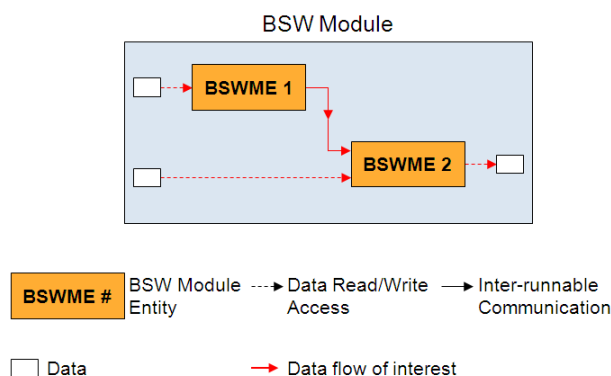 BSW Module
BSWME 1
BSWME 2
BSWME #
BSW Module
Entity
Data Read/Write
Access
Inter-runnable
Communication
Data
Data flow of interest